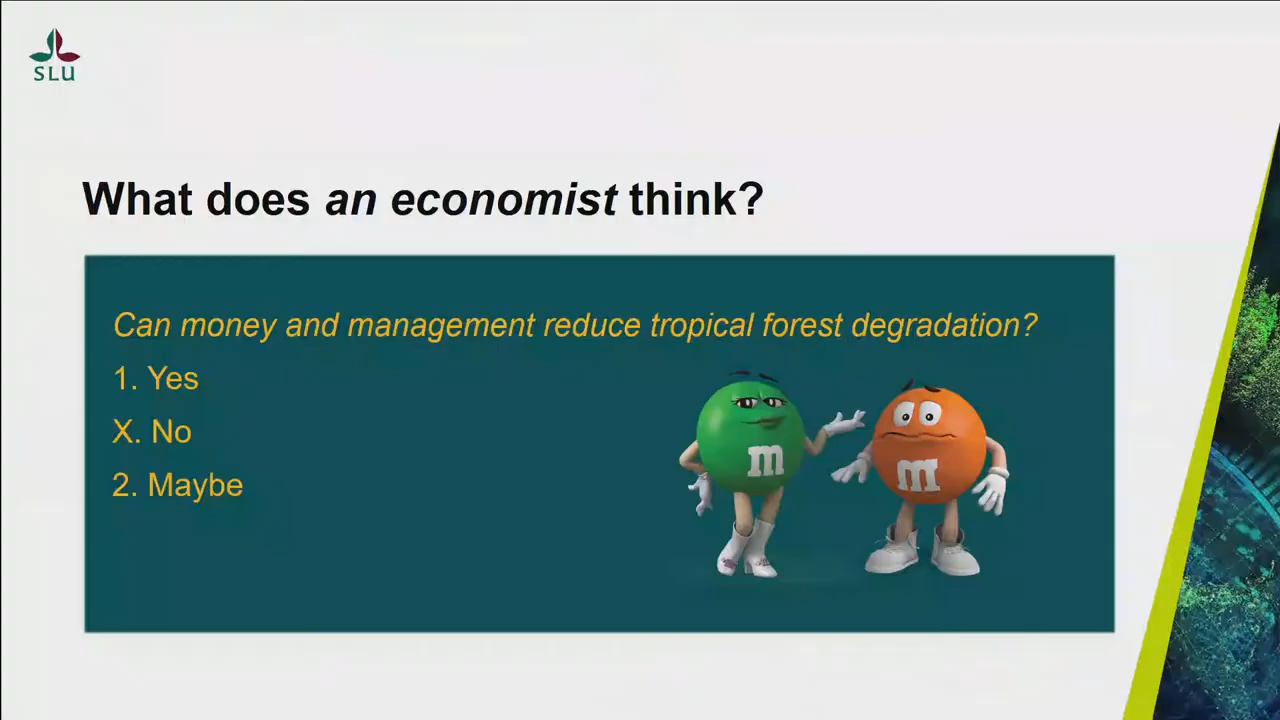 SLU
What does an economist think?
Can money and management reduce tropical forest degradation?
1. Yes
X. No
2. Maybe
m
m